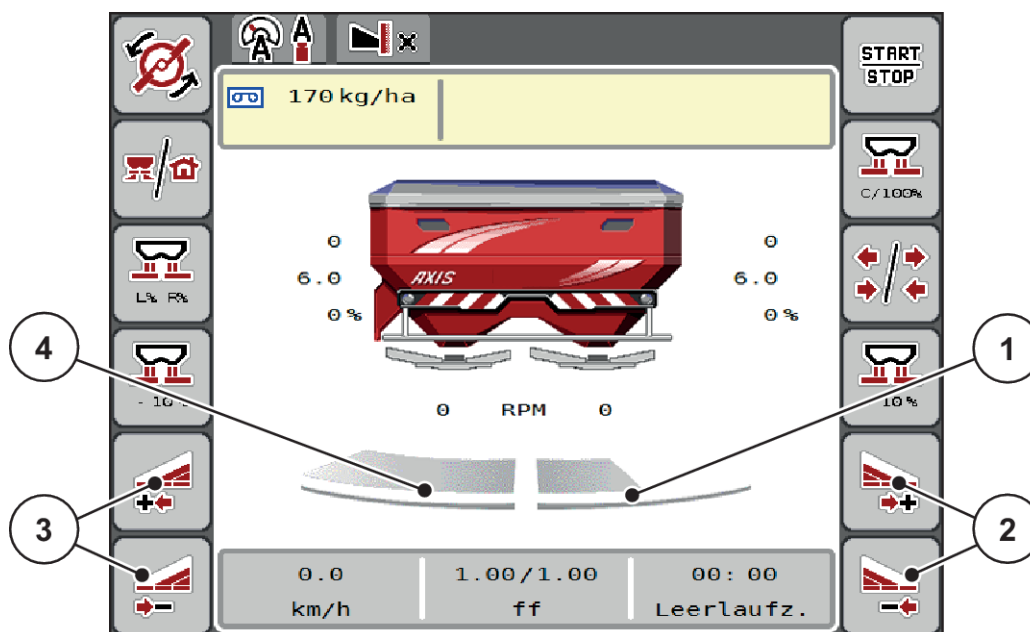 A A
START
STOP
170 kg/ha
C/100%
0 0
L% R%
6.0 AXIS 6.0
0% 0%
4
1
- 10 %
0 RPM 0
10 %
3
2
0.0 1.00/1.00 00:00
km/h ff Leerlaufz.